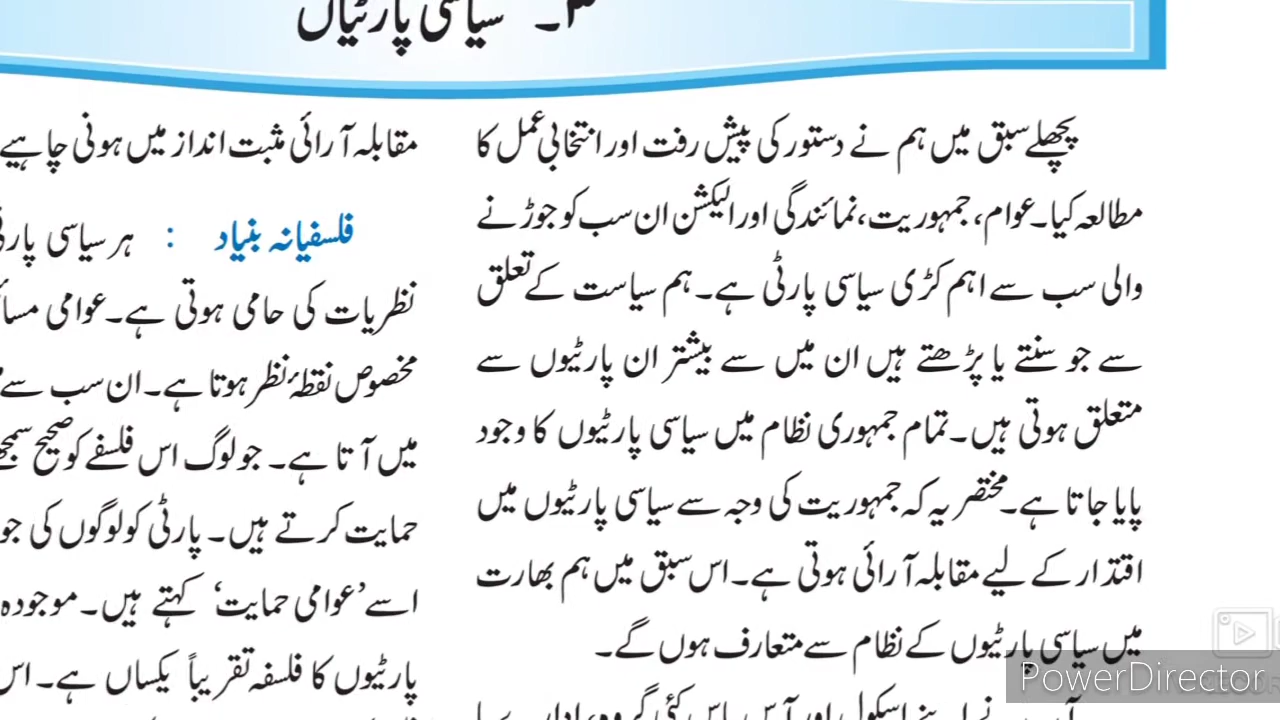 ۳۔ سیاسی پارٹیاں
پچھلے سبق میں ہم نے دستور کی پیش رفت اور انتخابی عمل کا
مطالعہ کیا۔ عوام، جمہوریت، نمائندگی اور الیکشن ان سب کو جوڑنے
والی سب سے اہم کڑی سیاسی پارٹی ہے۔ ہم سیاست کے تعلق
سے جو سنتے یا پڑھتے ہیں ان میں سے بیشتر ان پارٹیوں سے
متعلق ہوتی ہیں۔ تمام جمہوری نظام میں سیاسی پارٹیوں کا وجود
پایا جاتا ہے۔ مختصر یہ کہ جمہوریت کی وجہ سے سیاسی پارٹیوں میں
اقتدار کے لیے مقابلہ آرائی ہوتی ہے۔ اس سبق میں ہم بھارت
میں سیاسی پارٹیوں کے نظام سے متعارف ہوں گے۔
مقابلہ آرائی مثبت انداز میں ہونی چاہیے
فلسفیانہ بنیاد : ہر سیاسی
نظریات کی حامی ہوتی ہے۔ عوامی
مخصوص نقطۂ نظر ہوتا ہے۔ ان سب سے
میں آتا ہے۔ جو لوگ اس فلسفے کو صحیح
حمایت کرتے ہیں۔ پارٹی کو لوگوں کی جو
اسے ’عوامی حمایت‘ کہتے ہیں۔ موجودہ
پارٹیوں کا فلسفہ تقریباً یکساں ہے۔ اس
PowerDirector